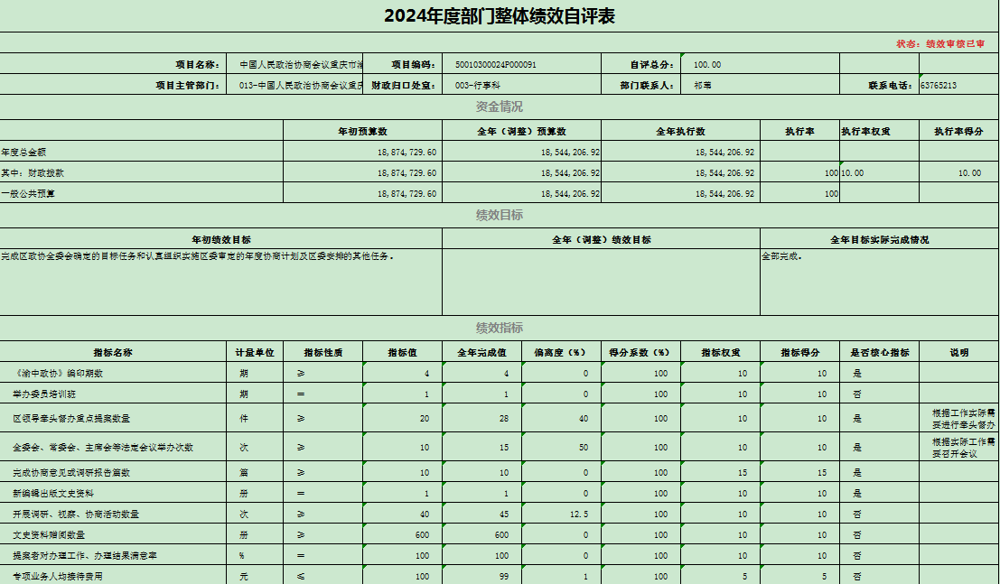 2024年度部门整体绩效自评表
状态：绩效审核已审
项目名称： 中国人民政治协商会议重庆市渝 项目编码： 50010300024P000091 自评总分： 100.00
项目主管部门： 013-中国人民政治协商会议重庆 财政归口处室： 003-行事科 部门联系人： 祁苇 联系电话： 63765213
资金情况
年初预算数 全年（调整）预算数 全年执行数 执行率 执行率权重 执行率得分
年度总金额 18,874,729.60 18,544,206.92 18,544,206.92
其中：财政拨款 18,874,729.60 18,544,206.92 18,544,206.92 100 10.00 10.00
一般公共预算 18,874,729.60 18,544,206.92 18,544,206.92 100
绩效目标
年初绩效目标 全年（调整）绩效目标 全年目标实际完成情况
完成区政协全委会确定的目标任务和认真组织实施区委审定的年度协商计划及区委安排的其他任务。 全部完成。
绩效指标
指标名称 计量单位 指标性质 指标值 全年完成值 偏离度（%） 得分系数（%） 指标权重 指标得分 是否核心指标 说明
《渝中政协》编印期数 期 ≥ 4 4 0 100 10 10 是
举办委员培训班 期 ＝ 1 1 0 100 10 10 否
区领导牵头督办重点提案数量 件 ≥ 20 28 40 100 10 10 是 根据工作实际需
要进行牵头督办
全委会、常委会、主席会等法定会议举办次数 次 ≥ 10 15 50 100 10 10 是 根据实际工作需
要召开会议
完成协商意见或调研报告篇数 篇 ≥ 10 10 0 100 15 15 是
新编辑出版文史资料 册 ＝ 1 1 0 100 10 10 是
开展调研、视察、协商活动数量 次 ≥ 40 45 12.5 100 10 10 否
文史资料赠阅数量 册 ≥ 600 600 0 100 10 10 否
提案者对办理工作、办理结果满意率 % ＝ 100 100 0 100 10 10 否
专项业务人均接待费用 元 ≤ 100 99 1 100 5 5 否